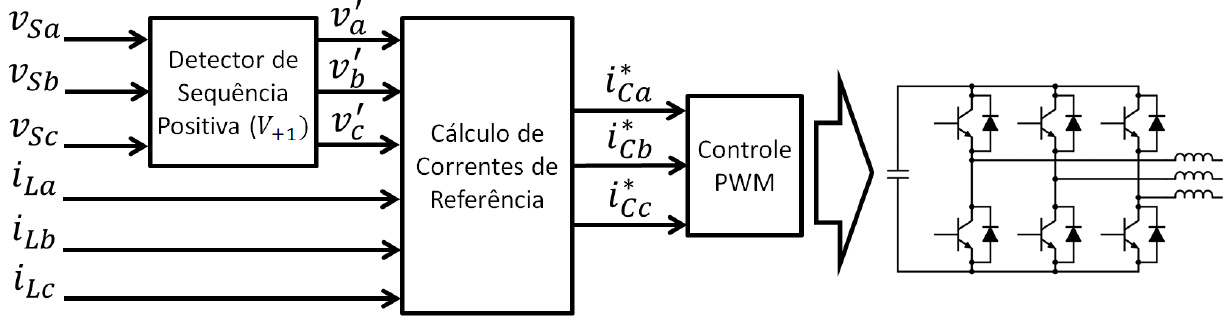 v_Sa
v_Sb
v_Sc
i_La
i_Lb
i_Lc
Detector de
Sequência
Positiva (V_+1)
v'_a
v'_b
v'_c
Cálculo de
Correntes de
Referência
i*_Ca
i*_Cb
i*_Cc
Controle
PWM